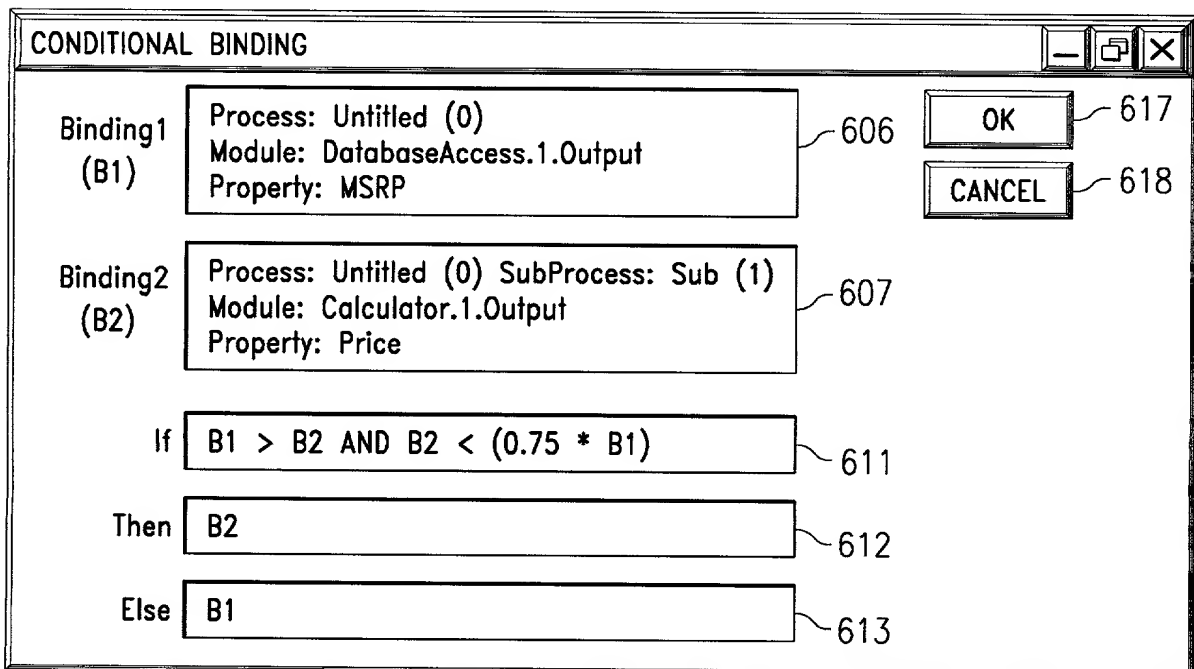 CONDITIONAL BINDING
Binding1
(B1)
Process: Untitled (0)
Module: DatabaseAccess.1.Output
Property: MSRP
606
OK
617
CANCEL
618
Binding2
(B2)
Process: Untitled (0) SubProcess: Sub (1)
Module: Calculator.1.Output
Property: Price
607
If
B1 > B2 AND B2 < (0.75 * B1)
611
Then
B2
612
Else
B1
613